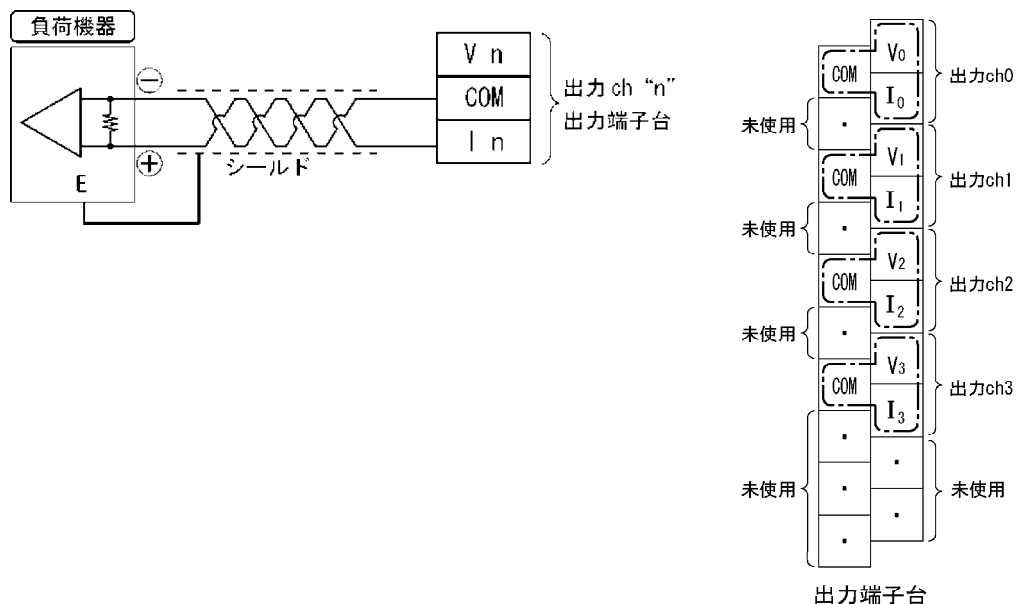 負荷機器
V n
COM
I n
出力 ch “n”
出力端子台
シールド
E
V0
COM
I0
出力ch0
未使用
V1
COM
I1
出力ch1
未使用
V2
COM
I2
出力ch2
未使用
V3
COM
I3
出力ch3
未使用
未使用
出力端子台